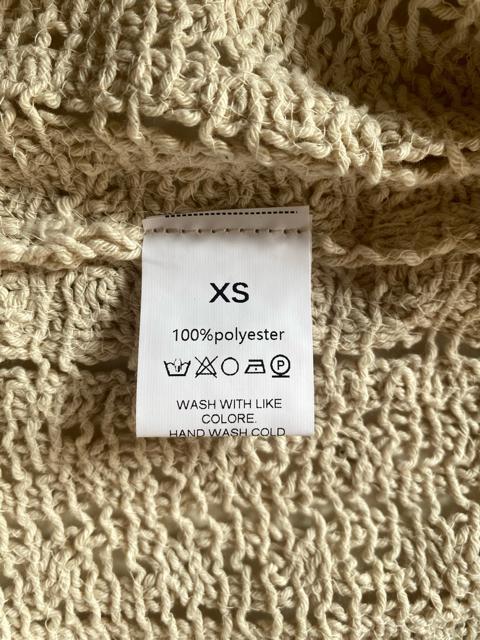 XS
100%polyester
P
WASH WITH LIKE
COLORE.
HAND WASH COLD